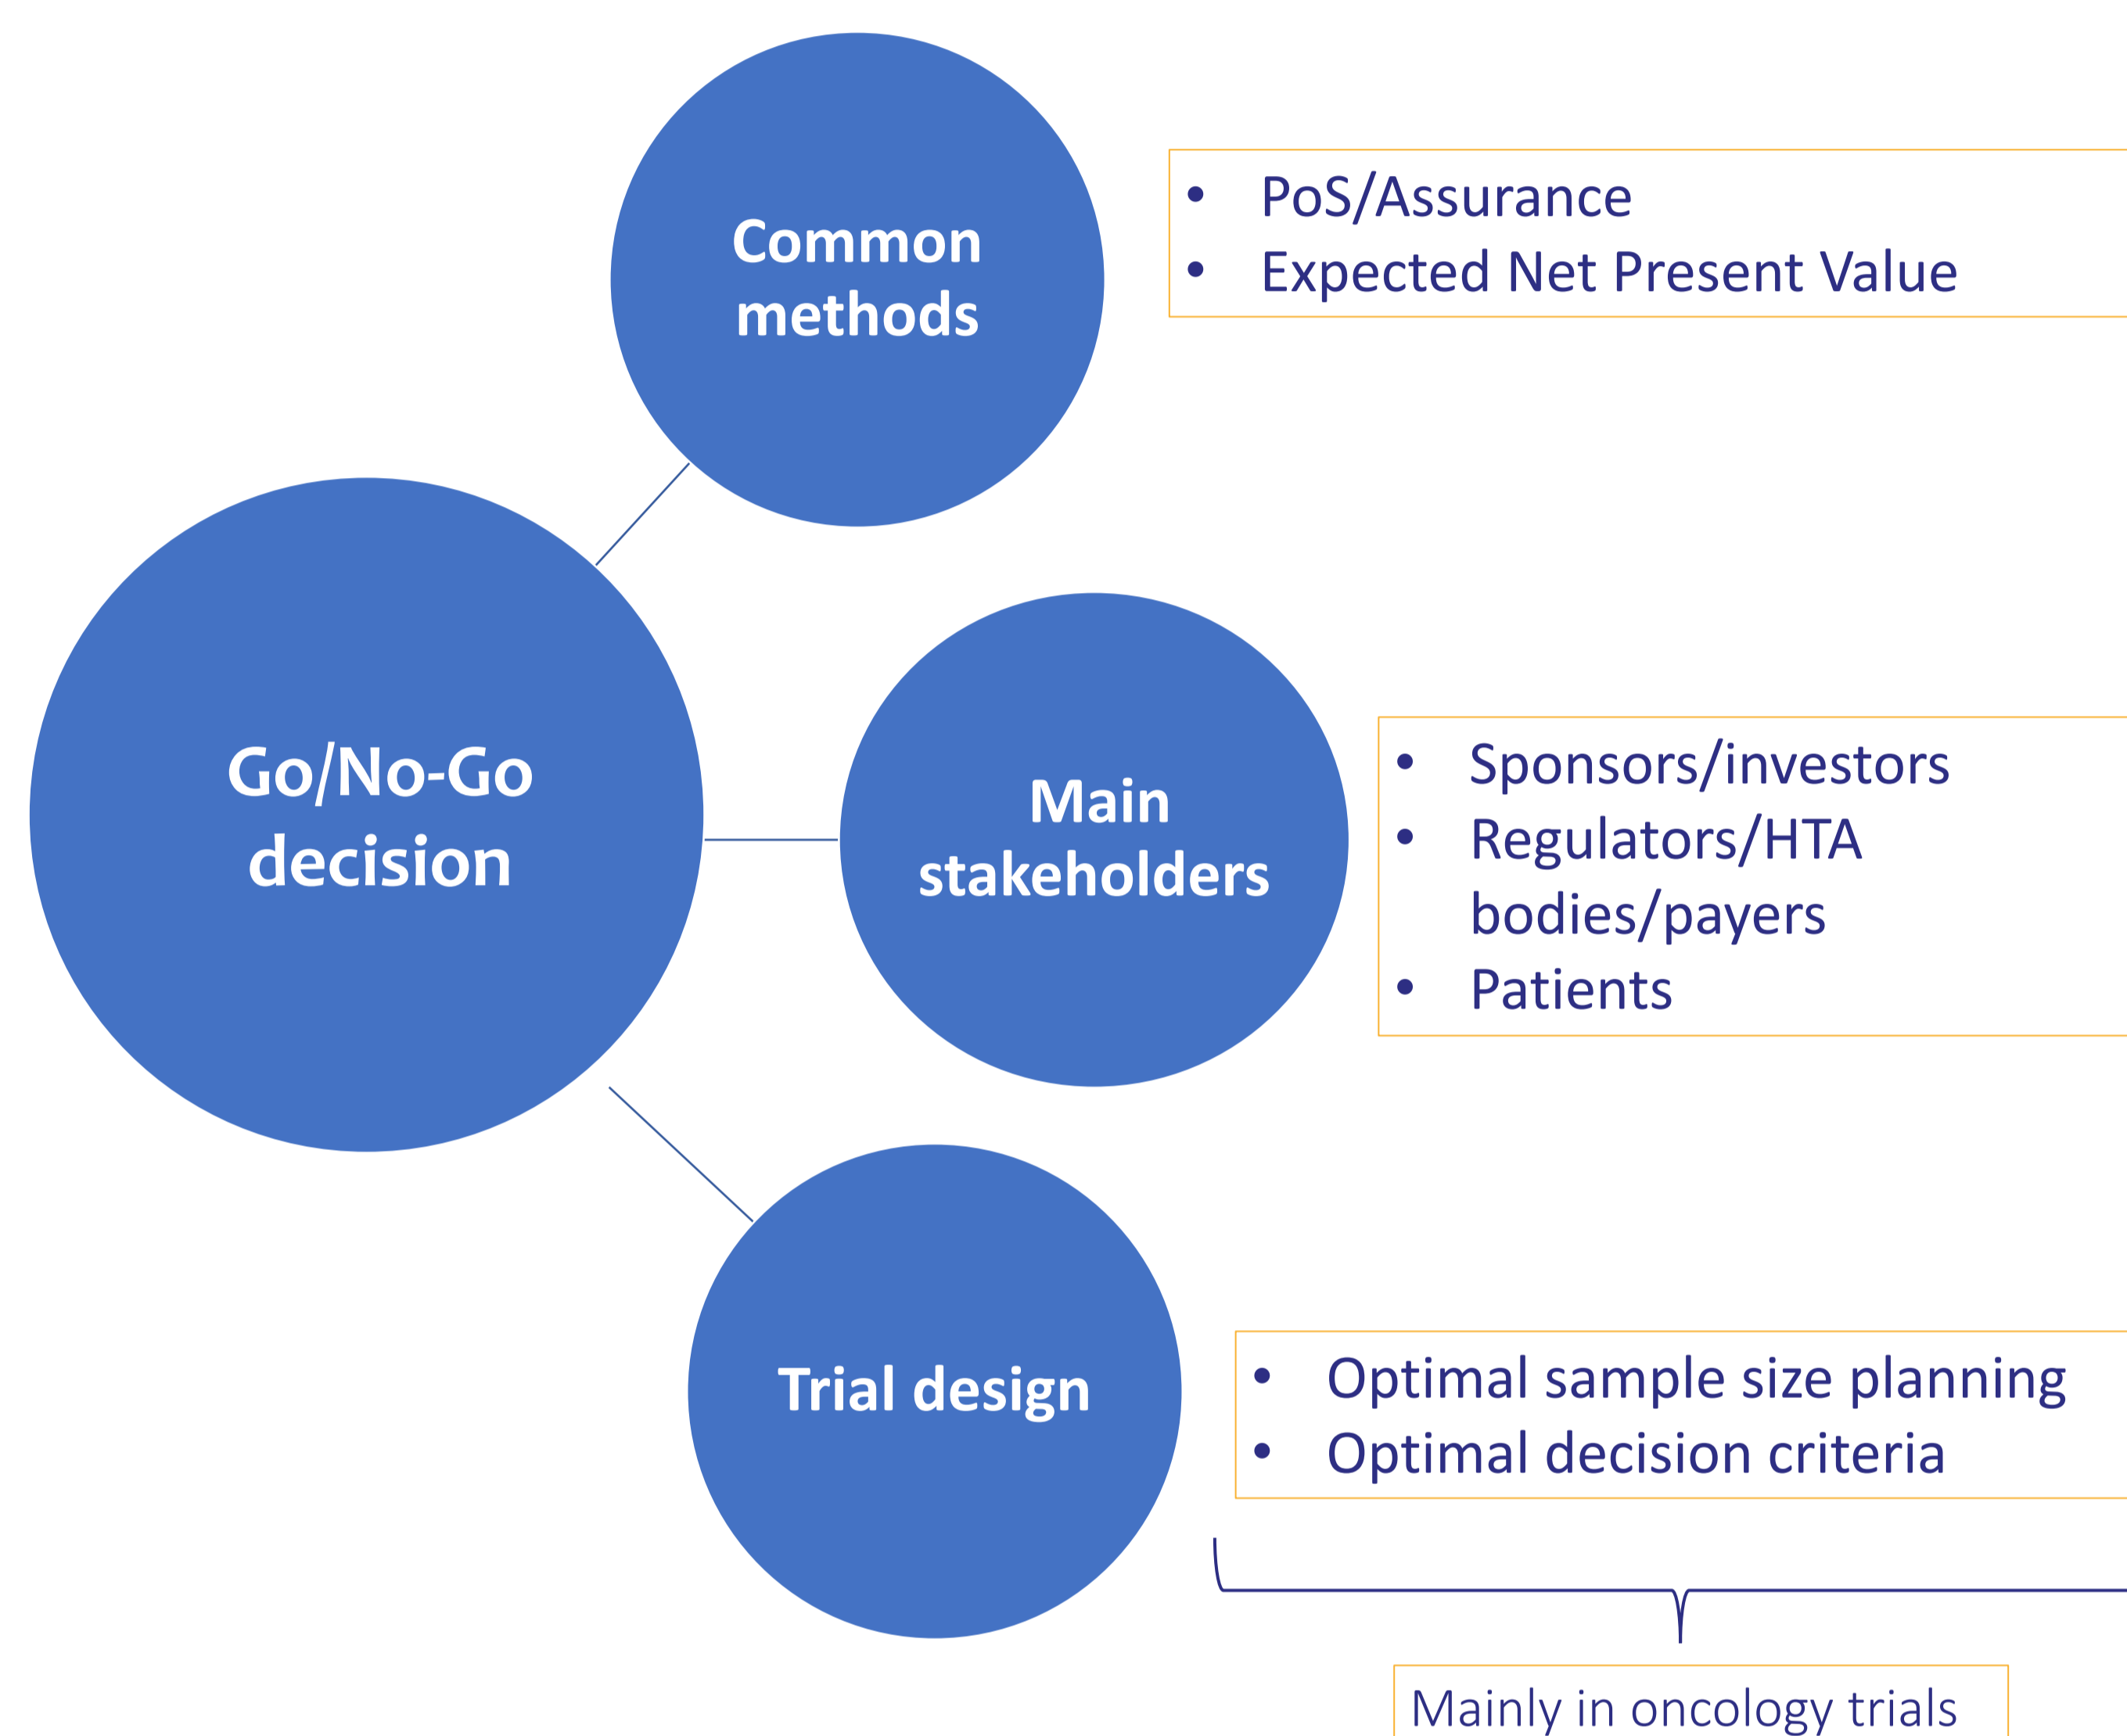 Common
methods
• PoS/Assurance
• Expected Net Present Value
Go/No-Go
decision
Main
stakeholders
• Sponsors/investors
• Regulators/HTA
bodies/payers
• Patients
Trial design
• Optimal sample size planning
• Optimal decision criteria
Mainly in oncology trials